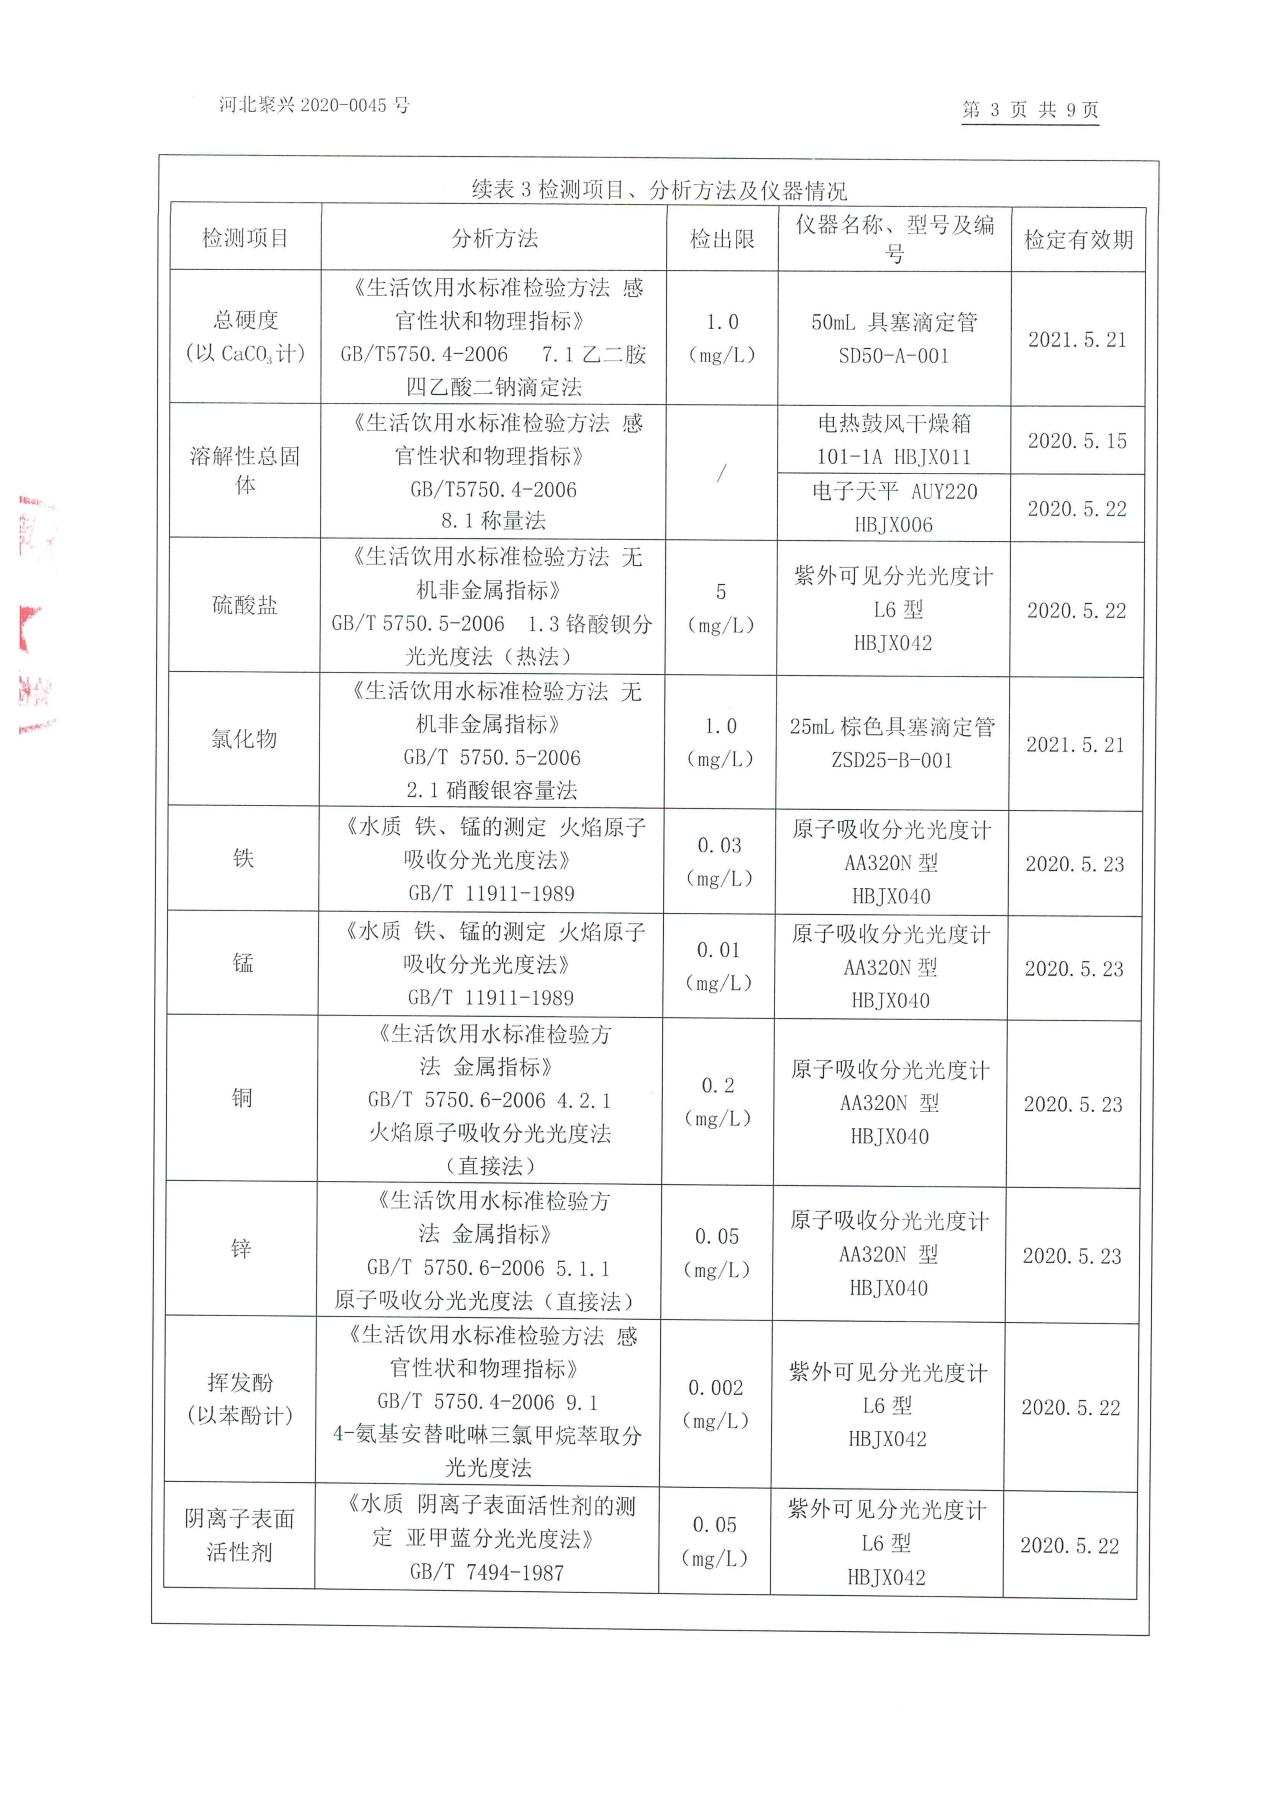 河北聚兴 2020-0045 号
第 3 页 共 9 页
续表 3 检测项目、分析方法及仪器情况
检测项目
分析方法
检出限
仪器名称、型号及编
号
检定有效期
总硬度
（以 CaCO₃ 计）
《生活饮用水标准检验方法 感
官性状和物理指标》
GB/T5750.4-2006 7.1 乙二胺
四乙酸二钠滴定法
1.0
（mg/L）
50mL 具塞滴定管
SD50-A-001
2021.5.21
溶解性总固
体
《生活饮用水标准检验方法 感
官性状和物理指标》
GB/T5750.4-2006
8.1 称量法
/
电热鼓风干燥箱
101-1A HBJX011
2020.5.15
电子天平 AUY220
HBJX006
2020.5.22
硫酸盐
《生活饮用水标准检验方法 无
机非金属指标》
GB/T 5750.5-2006 1.3 铬酸钡分
光光度法（热法）
5
（mg/L）
紫外可见分光光度计
L6 型
HBJX042
2020.5.22
氯化物
《生活饮用水标准检验方法 无
机非金属指标》
GB/T 5750.5-2006
2.1 硝酸银容量法
1.0
（mg/L）
25mL 棕色具塞滴定管
ZSD25-B-001
2021.5.21
铁
《水质 铁、锰的测定 火焰原子
吸收分光光度法》
GB/T 11911-1989
0.03
（mg/L）
原子吸收分光光度计
AA320N 型
HBJX040
2020.5.23
锰
《水质 铁、锰的测定 火焰原子
吸收分光光度法》
GB/T 11911-1989
0.01
（mg/L）
原子吸收分光光度计
AA320N 型
HBJX040
2020.5.23
铜
《生活饮用水标准检验方
法 金属指标》
GB/T 5750.6-2006 4.2.1
火焰原子吸收分光光度法
（直接法）
0.2
（mg/L）
原子吸收分光光度计
AA320N 型
HBJX040
2020.5.23
锌
《生活饮用水标准检验方
法 金属指标》
GB/T 5750.6-2006 5.1.1
原子吸收分光光度法（直接法）
0.05
（mg/L）
原子吸收分光光度计
AA320N 型
HBJX040
2020.5.23
挥发酚
（以苯酚计）
《生活饮用水标准检验方法 感
官性状和物理指标》
GB/T 5750.4-2006 9.1
4-氨基安替吡啉三氯甲烷萃取分
光光度法
0.002
（mg/L）
紫外可见分光光度计
L6 型
HBJX042
2020.5.22
阴离子表面
活性剂
《水质 阴离子表面活性剂的测
定 亚甲蓝分光光度法》
GB/T 7494-1987
0.05
（mg/L）
紫外可见分光光度计
L6 型
HBJX042
2020.5.22